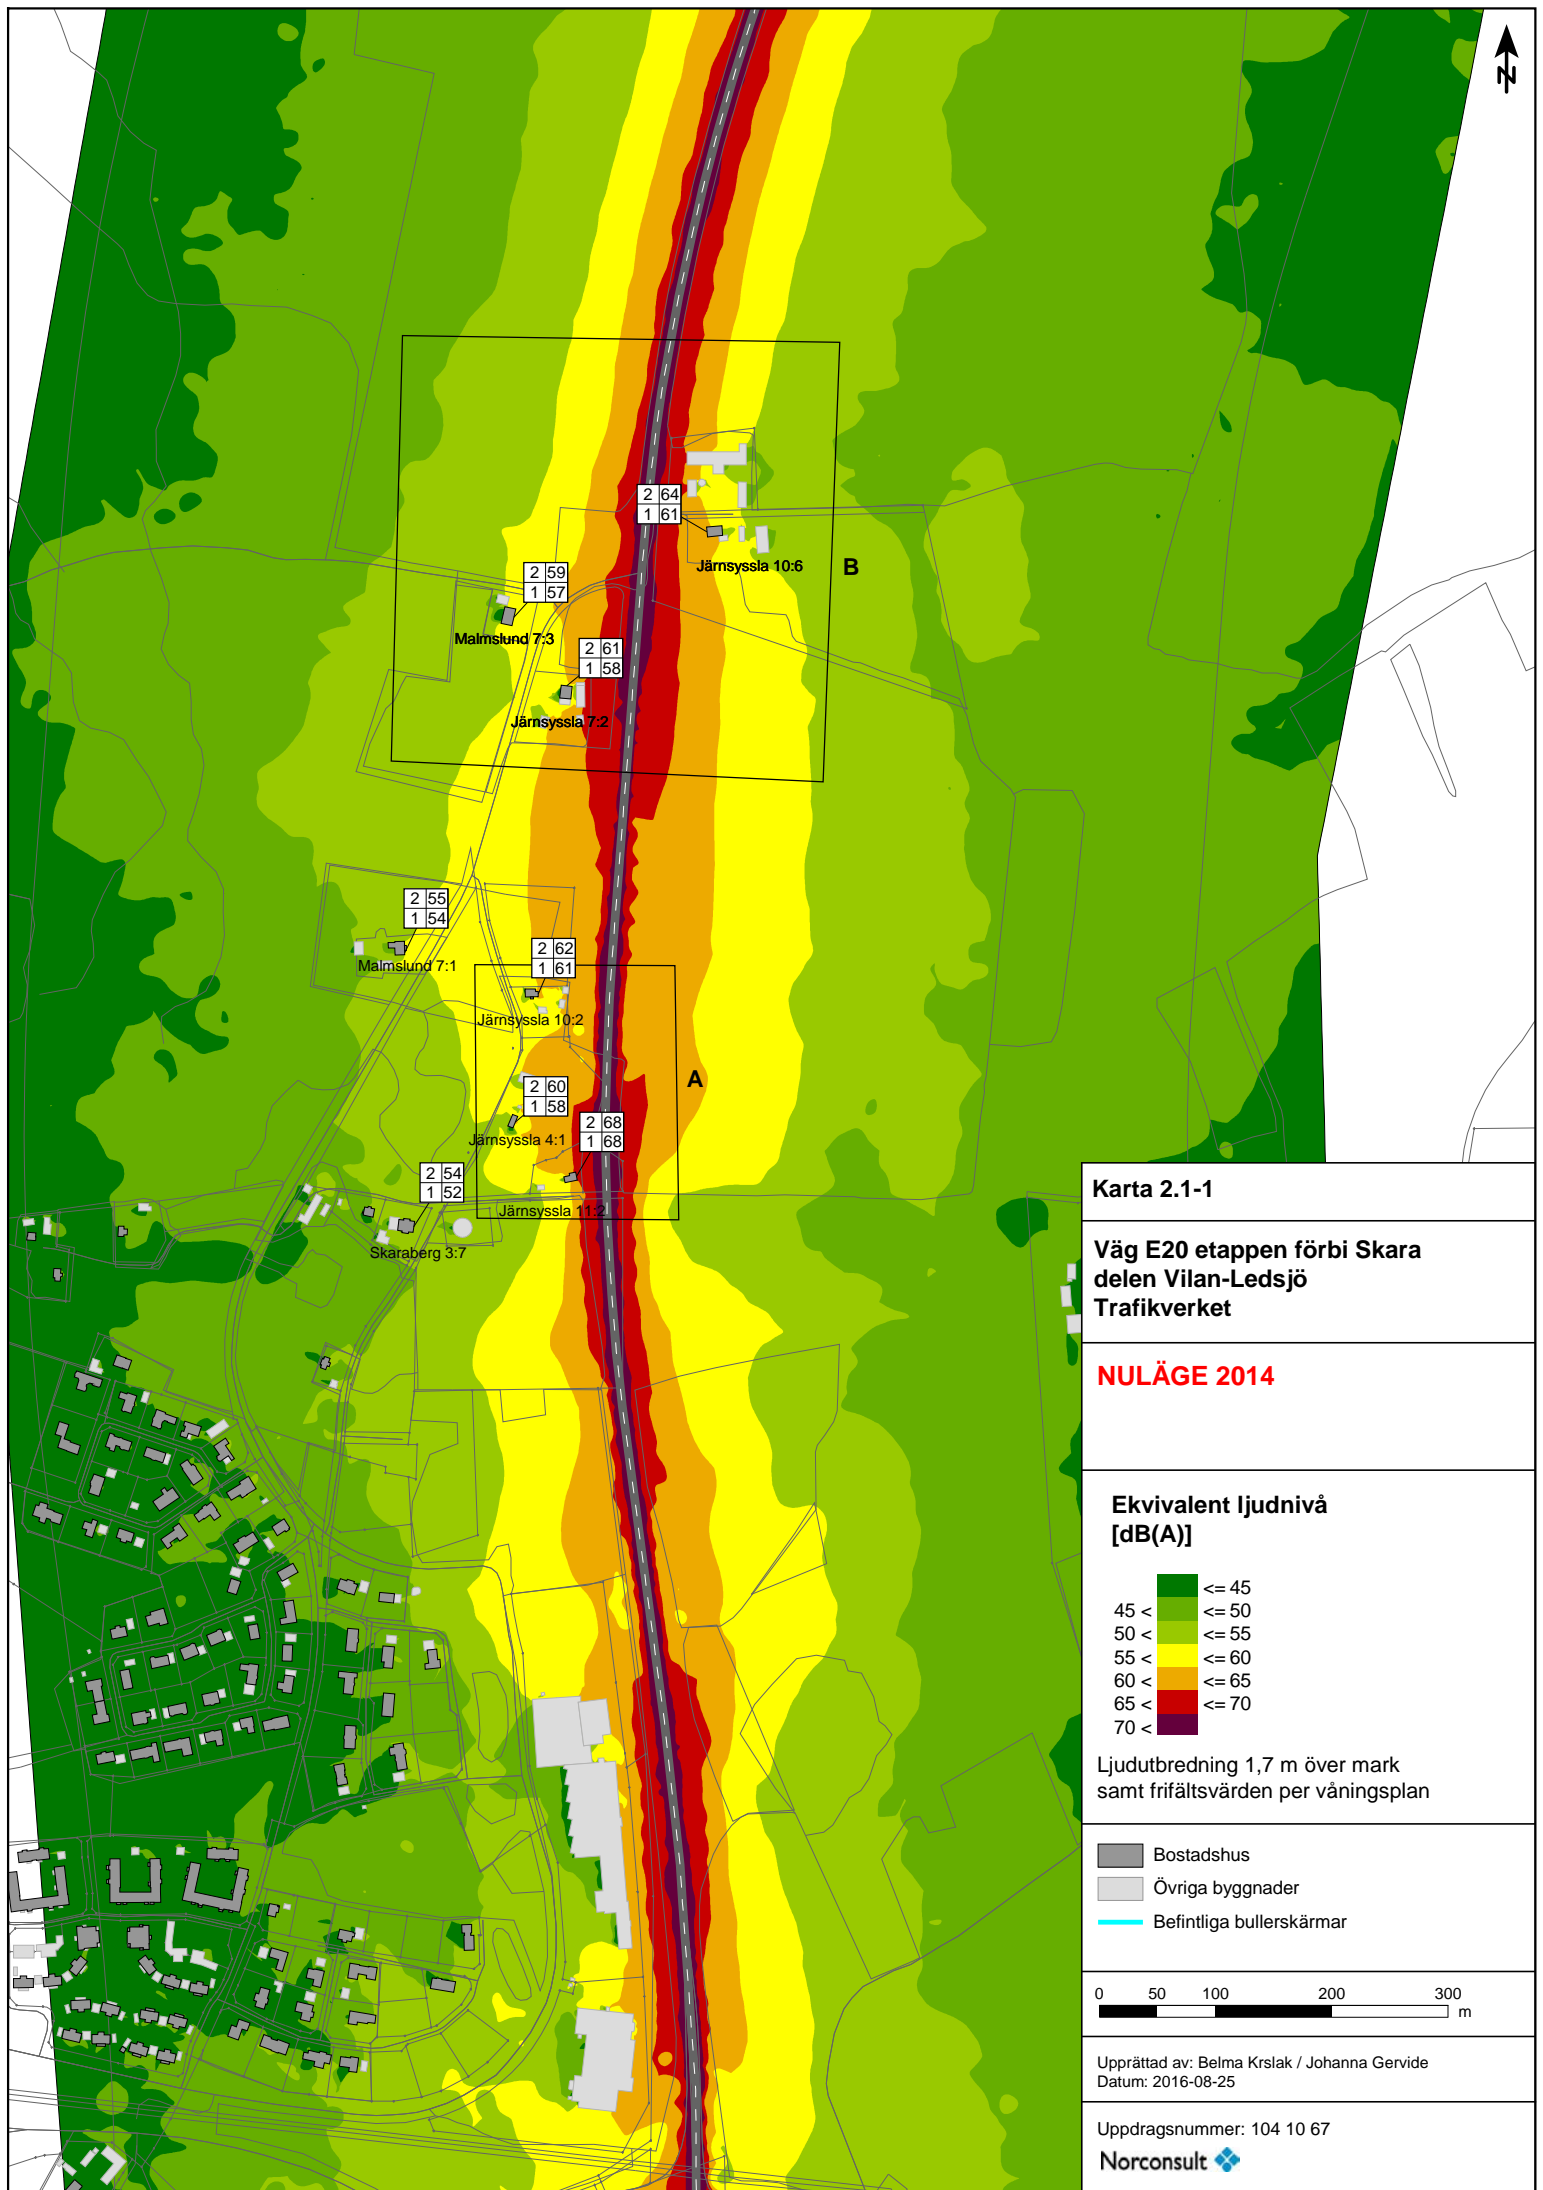 N
2 64
1 61
Järnsyssla 10:6
B
2 59
1 57
Malmslund 7:3
2 61
1 58
Järnsyssla 7:2
2 55
1 54
Malmslund 7:1
2 62
1 61
Järnsyssla 10:2
A
2 60
1 58
Järnsyssla 4:1
2 68
1 68
Järnsyssla 11:2
2 54
1 52
Skaraberg 3:7
Karta 2.1-1
Väg E20 etappen förbi Skara
delen Vilan-Ledsjö
Trafikverket
NULÄGE 2014
Ekvivalent ljudnivå
[dB(A)]
<= 45
45 < <= 50
50 < <= 55
55 < <= 60
60 < <= 65
65 < <= 70
70 <
Ljudutbredning 1,7 m över mark
samt frifältsvärden per våningsplan
Bostadshus
Övriga byggnader
Befintliga bullerskärmar
0 50 100 200 300
m
Upprättad av: Belma Krslak / Johanna Gervide
Datum: 2016-08-25
Uppdragsnummer: 104 10 67
Norconsult